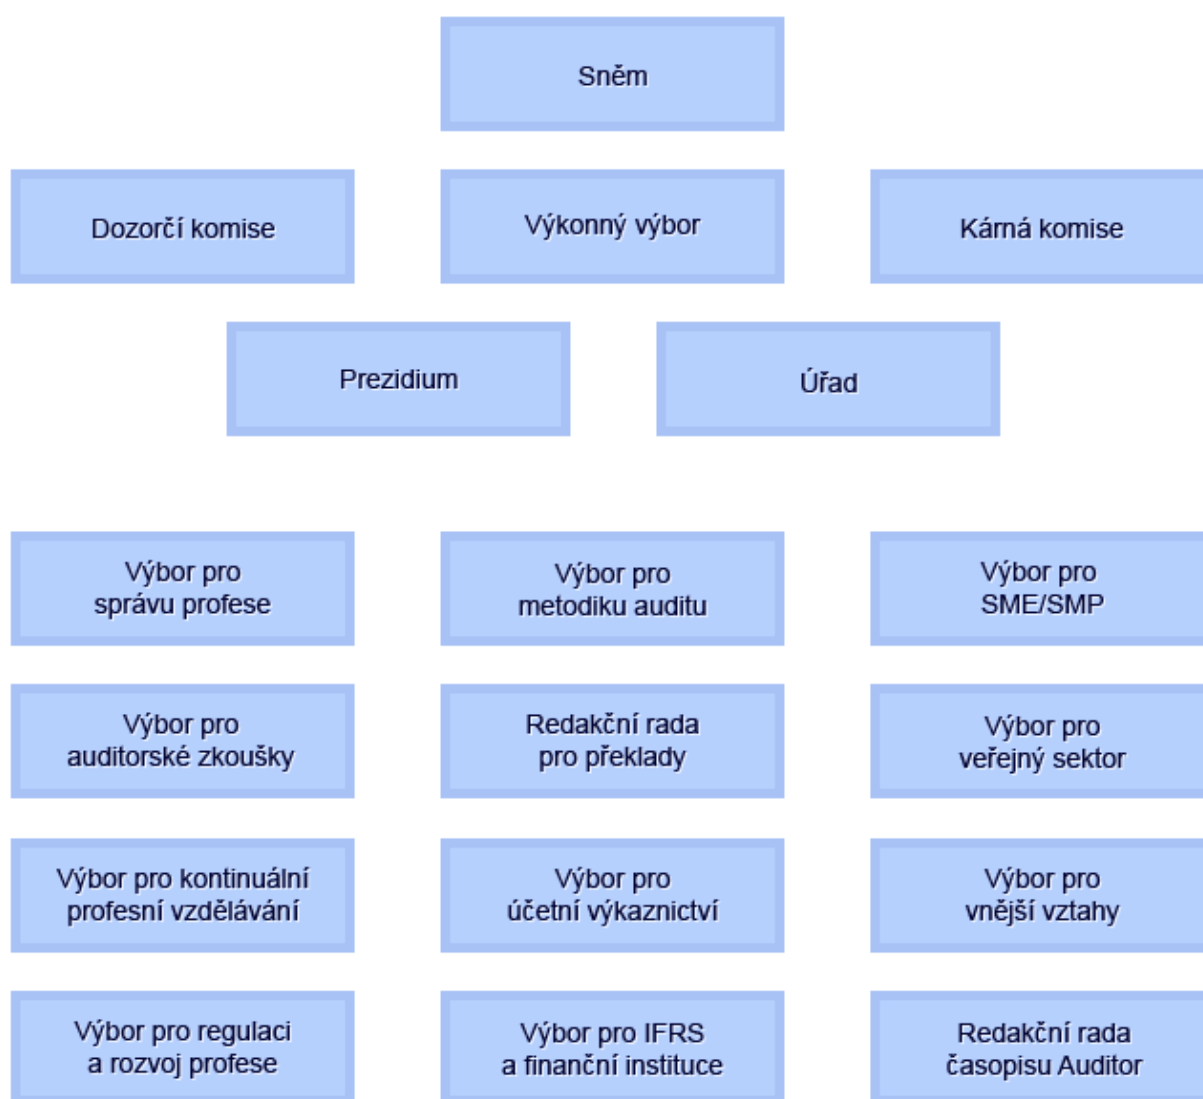 Sněm
Dozorčí komise
Výkonný výbor
Kárná komise
Prezidium
Úřad
Výbor pro
správu profese
Výbor pro
metodiku auditu
Výbor pro
SME/SMP
Výbor pro
auditorské zkoušky
Redakční rada
pro překlady
Výbor pro
veřejný sektor
Výbor pro kontinuální
profesní vzdělávání
Výbor pro
účetní výkaznictví
Výbor pro
vnější vztahy
Výbor pro regulaci
a rozvoj profese
Výbor pro IFRS
a finanční instituce
Redakční rada
časopisu Auditor